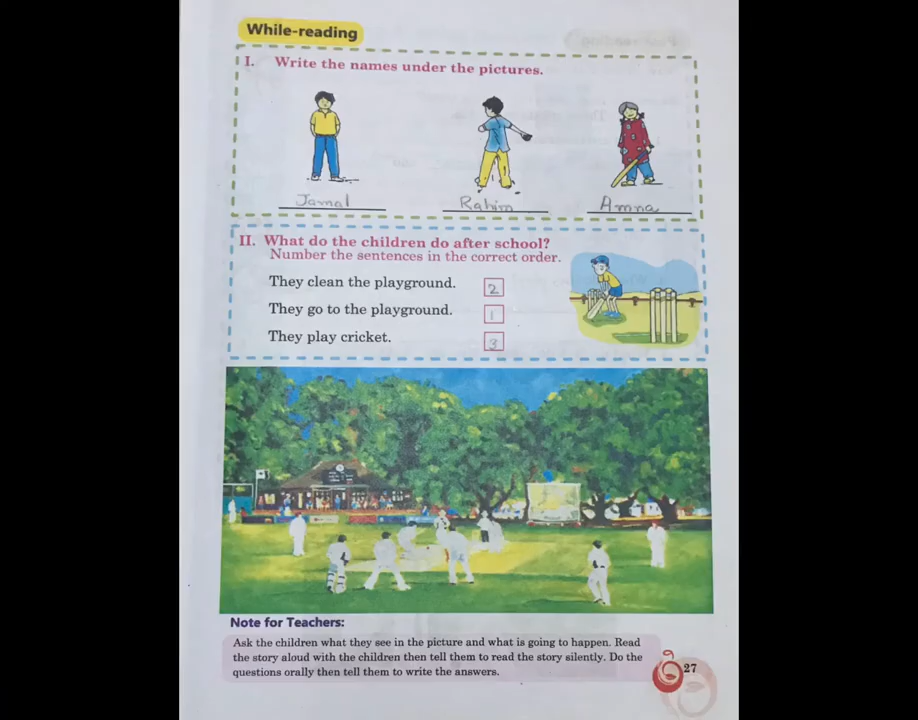 While-reading
I. Write the names under the pictures.
Jamal Rahim Amna
II. What do the children do after school?
Number the sentences in the correct order.
They clean the playground. 2
They go to the playground. 1
They play cricket. 3
Note for Teachers:
Ask the children what they see in the picture and what is going to happen. Read
the story aloud with the children then tell them to read the story silently. Do the
questions orally then tell them to write the answers.
27